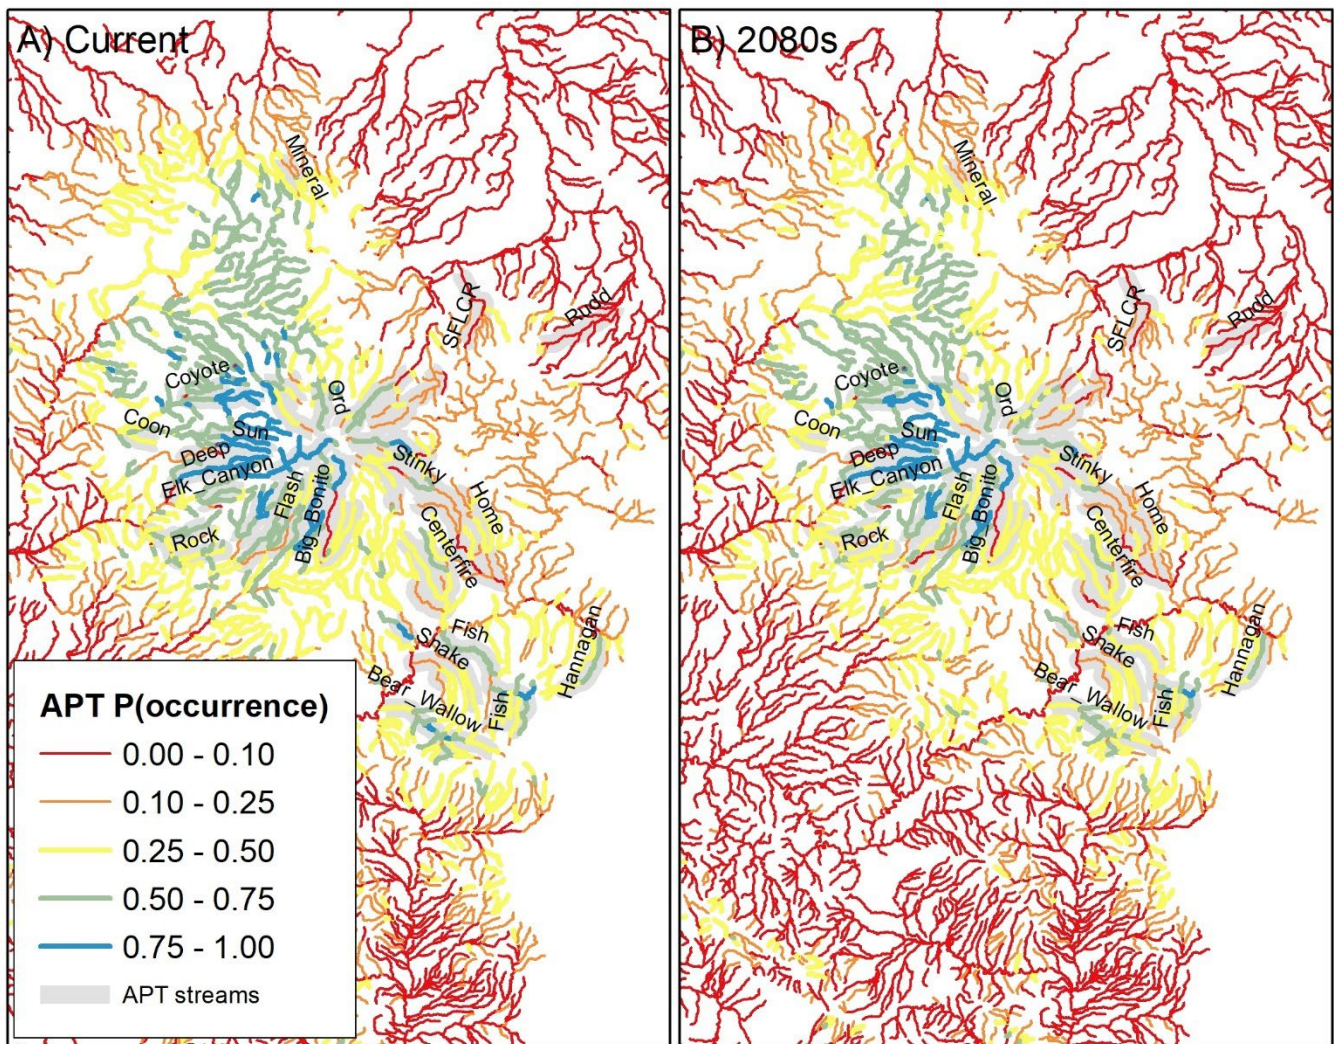 A) Current
Mineral
SFLCR
Rudd
Coyote
Ord
Coon
Sun
Deep
Elk_Canyon
Stinky
Flash
Big_Bonito
Home
Centerfire
Rock
Fish
Snake
Hannagan
Bear_Wallow
Fish
APT P(occurrence)
0.00 - 0.10
0.10 - 0.25
0.25 - 0.50
0.50 - 0.75
0.75 - 1.00
APT streams
B) 2080s
Mineral
SFLCR
Rudd
Coyote
Ord
Coon
Sun
Deep
Elk_Canyon
Stinky
Flash
Big_Bonito
Home
Centerfire
Rock
Fish
Snake
Hannagan
Bear_Wallow
Fish